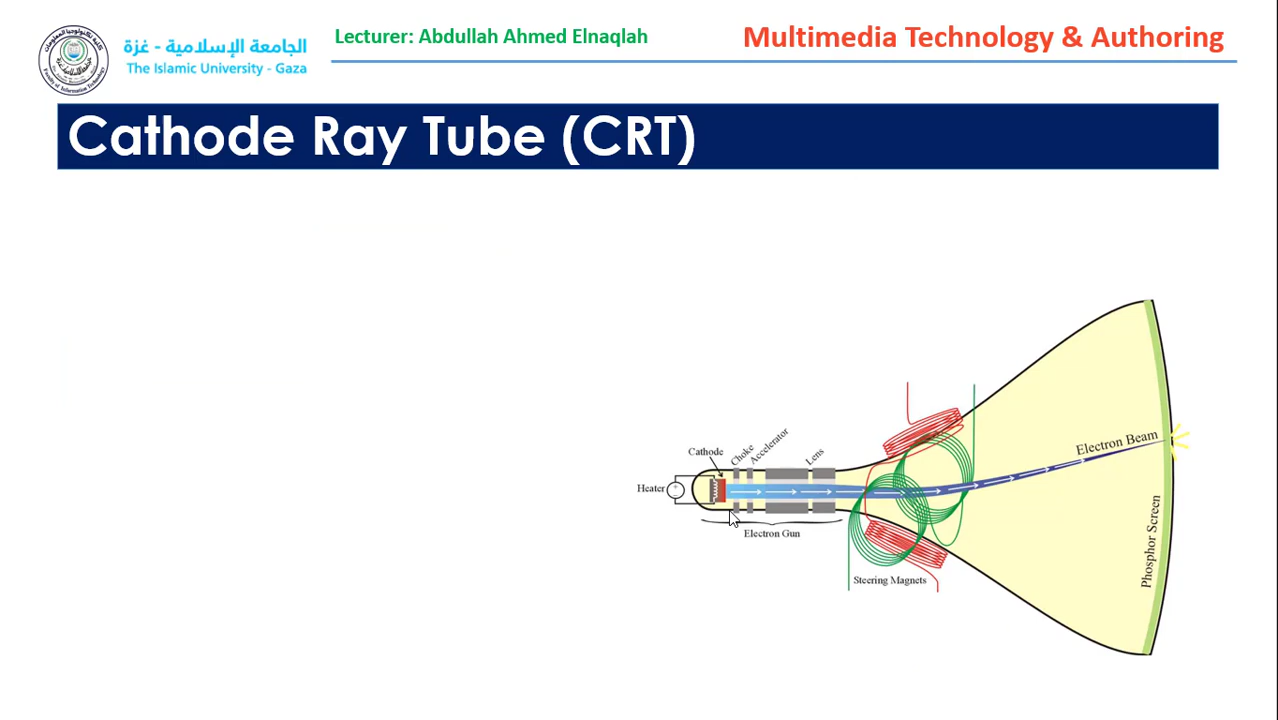 الجامعة الإسلامية - غزة
The Islamic University - Gaza
Lecturer: Abdullah Ahmed Elnaqlah
Multimedia Technology & Authoring
Cathode Ray Tube (CRT)
Cathode
Choke
Accelerator
Lens
Heater
Electron Gun
Steering Magnets
Electron Beam
Phosphor Screen